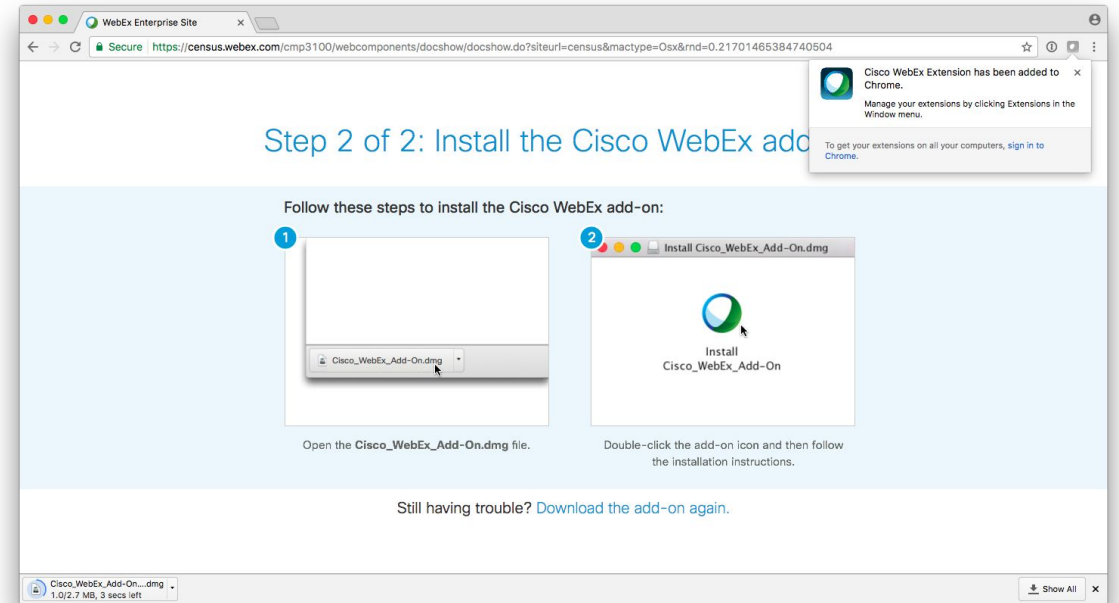 WebEx Enterprise Site
Secure https://census.webex.com/cmp3100/webcomponents/docshow/docshow.do?siteurl=census&mactype=Osx&rnd=0.21701465384740504
Cisco WebEx Extension has been added to
Chrome.
Manage your extensions by clicking Extensions in the
Window menu.
To get your extensions on all your computers, sign in to
Chrome.
Step 2 of 2: Install the Cisco WebEx add
Follow these steps to install the Cisco WebEx add-on:
1
Cisco_WebEx_Add-On.dmg
Open the Cisco_WebEx_Add-On.dmg file.
2
Install Cisco_WebEx_Add-On.dmg
Install
Cisco_WebEx_Add-On
Double-click the add-on icon and then follow
the installation instructions.
Still having trouble? Download the add-on again.
Cisco_WebEx_Add-On....dmg
1.0/2.7 MB, 3 secs left
Show All